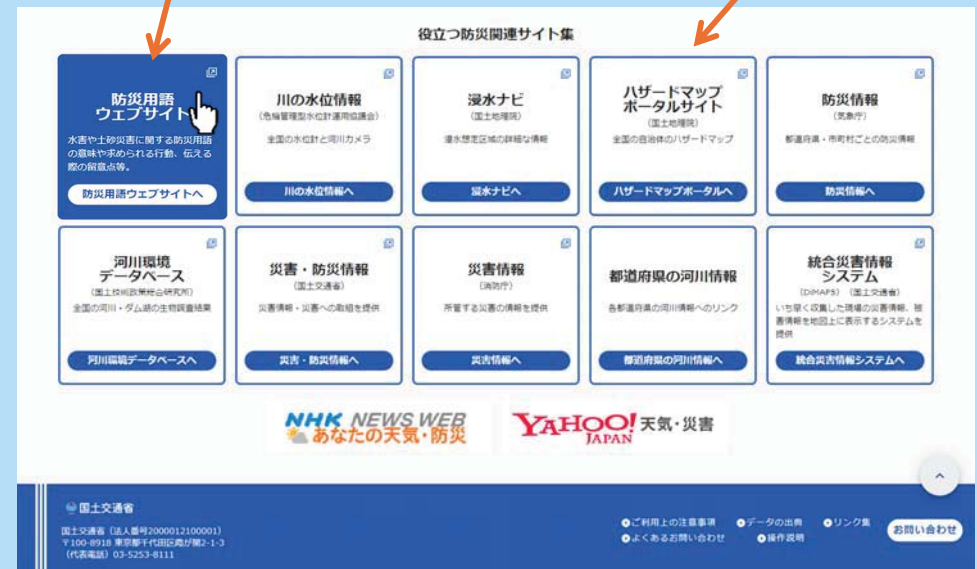 役立つ防災関連サイト集
防災用語
ウェブサイト
水害や土砂災害に関する防災用語
の意味や求められる行動、伝える
際の留意点等。
防災用語ウェブサイトへ
川の水位情報
(危機管理型水位計運用協議会)
全国の水位計と河川カメラ
川の水位情報へ
浸水ナビ
(国土地理院)
浸水想定区域の詳細な情報
浸水ナビへ
ハザードマップ
ポータルサイト
(国土地理院)
全国の自治体のハザードマップ
ハザードマップポータルへ
防災情報
(気象庁)
都道府県・市町村ごとの防災情報
防災情報へ
河川環境
データベース
(国土技術政策総合研究所)
全国の河川・ダム湖の生物調査結果
河川環境データベースへ
災害・防災情報
(国土交通省)
災害情報・災害への取組を提供
災害・防災情報へ
災害情報
(消防庁)
所管する災害の情報を提供
災害情報へ
都道府県の河川情報
各都道府県の河川情報へのリンク
都道府県の河川情報へ
統合災害情報
システム
(DiMAPS) (国土交通省)
いち早く収集した現場の災害情報、被
害情報を地図上に表示するシステムを
提供
統合災害情報システムへ
NHK NEWS WEB
あなたの天気・防災
YAHOO! 天気・災害
JAPAN
国土交通省
国土交通省 (法人番号2000012100001)
〒100-8918 東京都千代田区霞が関2-1-3
(代表電話) 03-5253-8111
ご利用上の注意事項 データの出典 リンク集
よくあるお問い合わせ 操作説明
お問い合わせ